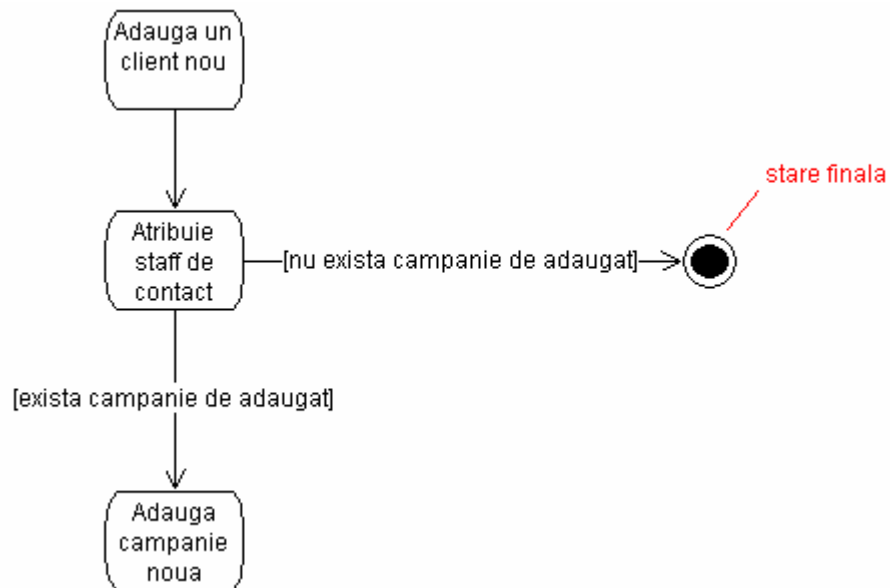 Adauga un
client nou
stare finala
Atribuie
staff de
contact
[nu exista campanie de adaugat]
[exista campanie de adaugat]
Adauga
campanie
noua